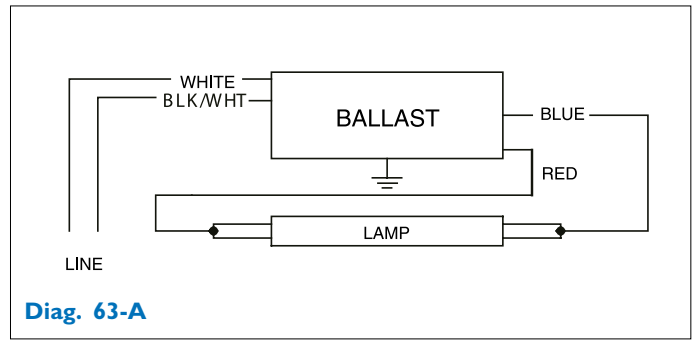 WHITE
BLK/WHT
BALLAST
BLUE
RED
LAMP
LINE
Diag. 63-A